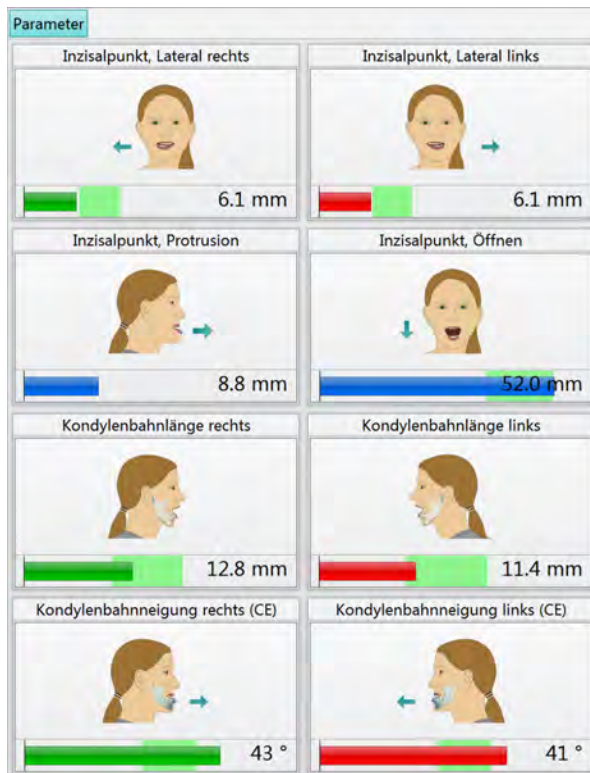 Parameter
Inzisalpunkt, Lateral rechts
Inzisalpunkt, Lateral links
6.1 mm
6.1 mm
Inzisalpunkt, Protrusion
Inzisalpunkt, Öffnen
8.8 mm
52.0 mm
Kondylenbahnlänge rechts
Kondylenbahnlänge links
12.8 mm
11.4 mm
Kondylenbahnneigung rechts (CE)
Kondylenbahnneigung links (CE)
43 °
41 °